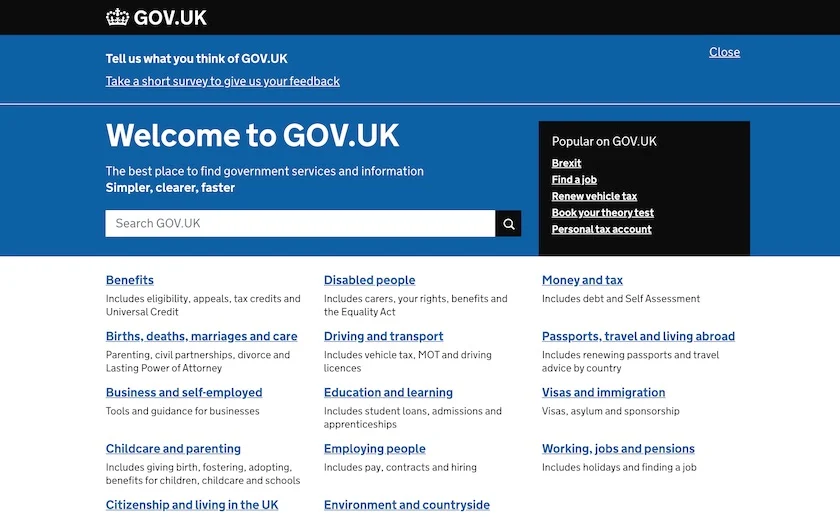 GOV.UK
Tell us what you think of GOV.UK
Close
Take a short survey to give us your feedback
Welcome to GOV.UK
The best place to find government services and information
Simpler, clearer, faster
Search GOV.UK
Popular on GOV.UK
Brexit
Find a job
Renew vehicle tax
Book your theory test
Personal tax account
Benefits
Includes eligibility, appeals, tax credits and
Universal Credit
Disabled people
Includes carers, your rights, benefits and
the Equality Act
Money and tax
Includes debt and Self Assessment
Births, deaths, marriages and care
Parenting, civil partnerships, divorce and
Lasting Power of Attorney
Driving and transport
Includes vehicle tax, MOT and driving
licences
Passports, travel and living abroad
Includes renewing passports and travel
advice by country
Business and self-employed
Tools and guidance for businesses
Education and learning
Includes student loans, admissions and
apprenticeships
Visas and immigration
Visas, asylum and sponsorship
Childcare and parenting
Includes giving birth, fostering, adopting,
benefits for children, childcare and schools
Employing people
Includes pay, contracts and hiring
Working, jobs and pensions
Includes holidays and finding a job
Citizenship and living in the UK
Environment and countryside